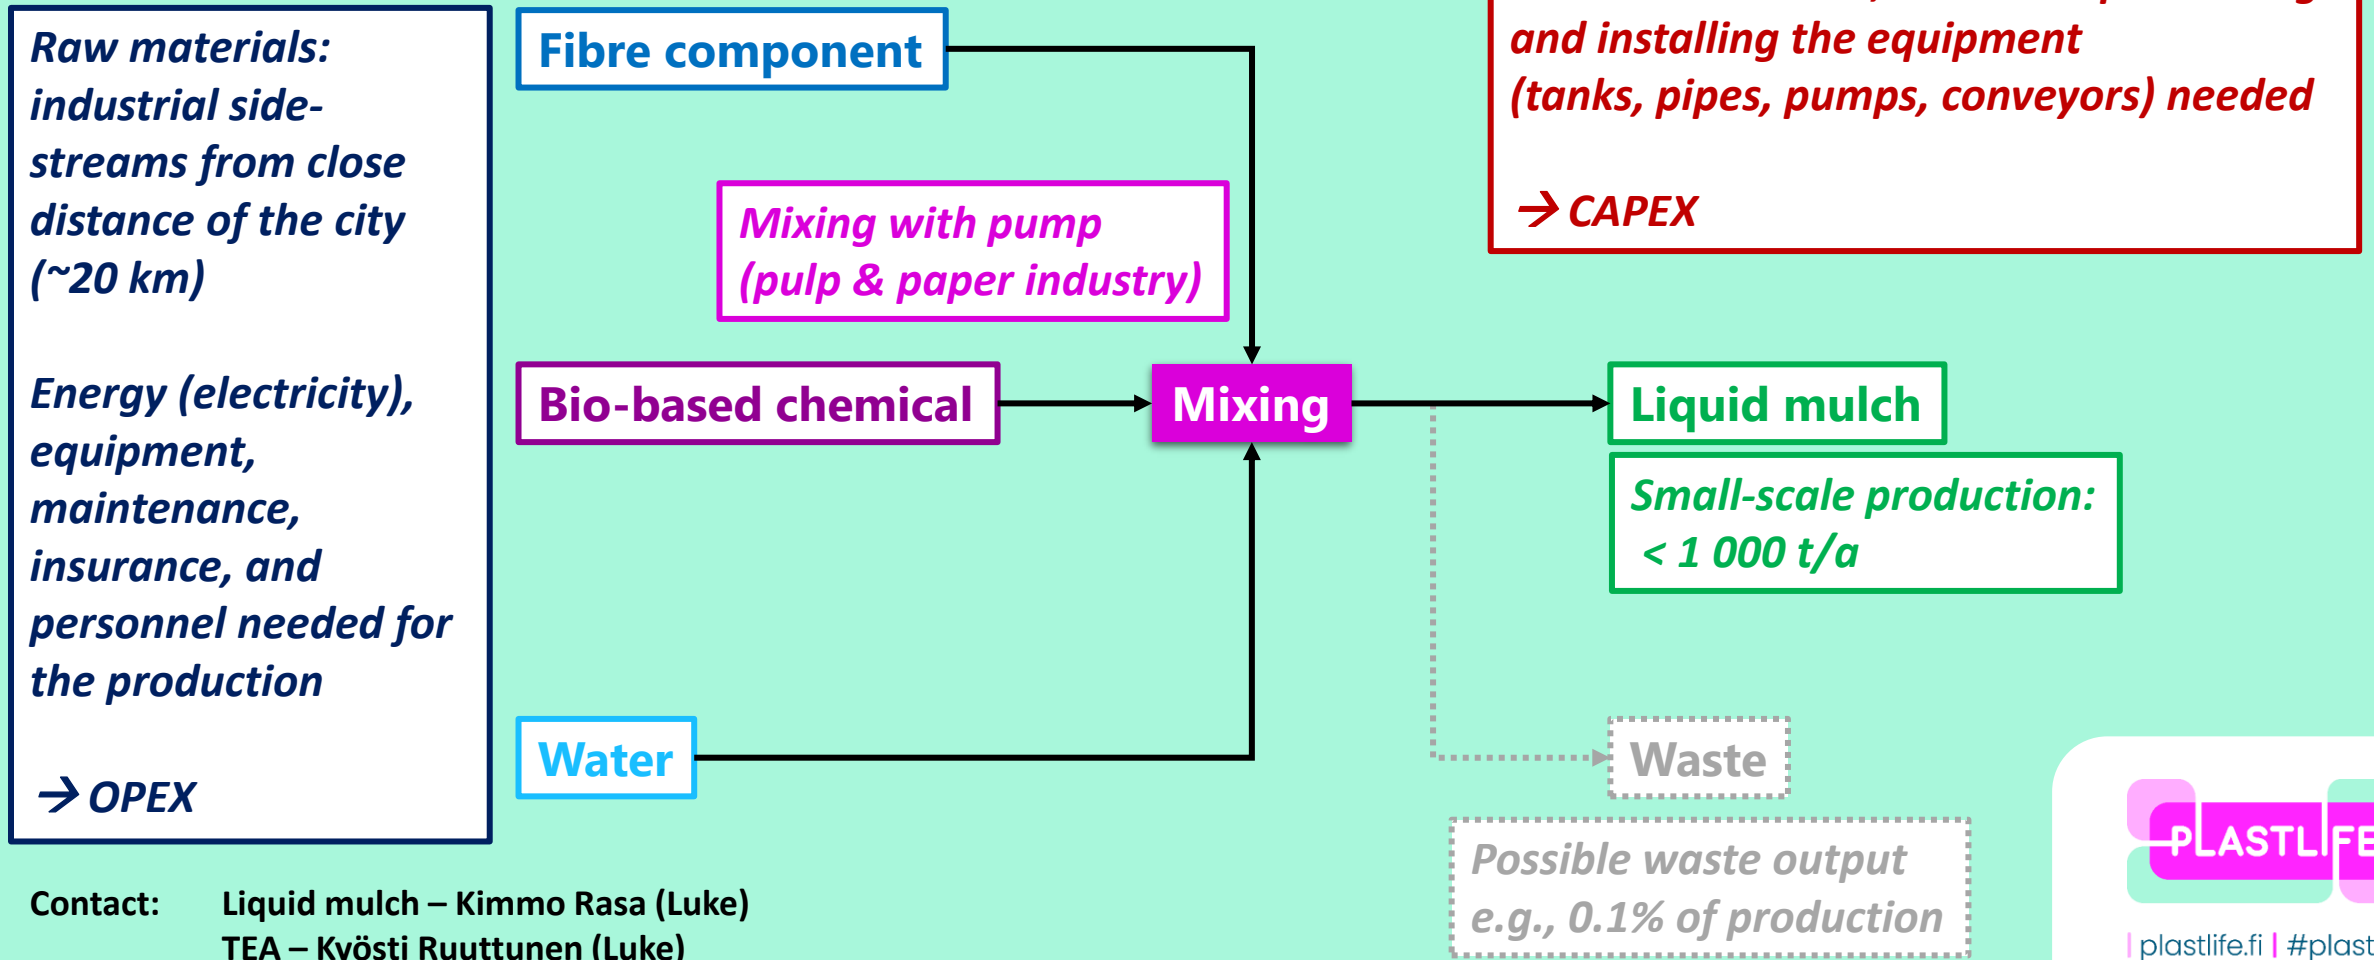 Raw materials:
industrial side-
streams from close
distance of the city
(~20 km)
Energy (electricity),
equipment,
maintenance,
insurance, and
personnel needed for
the production
→ OPEX
Fibre component
Mixing with pump
(pulp & paper industry)
Bio-based chemical
Mixing
Water
and installing the equipment
(tanks, pipes, pumps, conveyors) needed
→ CAPEX
Liquid mulch
Small-scale production:
< 1 000 t/a
Waste
Possible waste output
e.g., 0.1% of production
Contact: Liquid mulch – Kimmo Rasa (Luke)
TEA – Kyösti Ruuttunen (Luke)
PLASTLIFE
| plastlife.fi | #plast